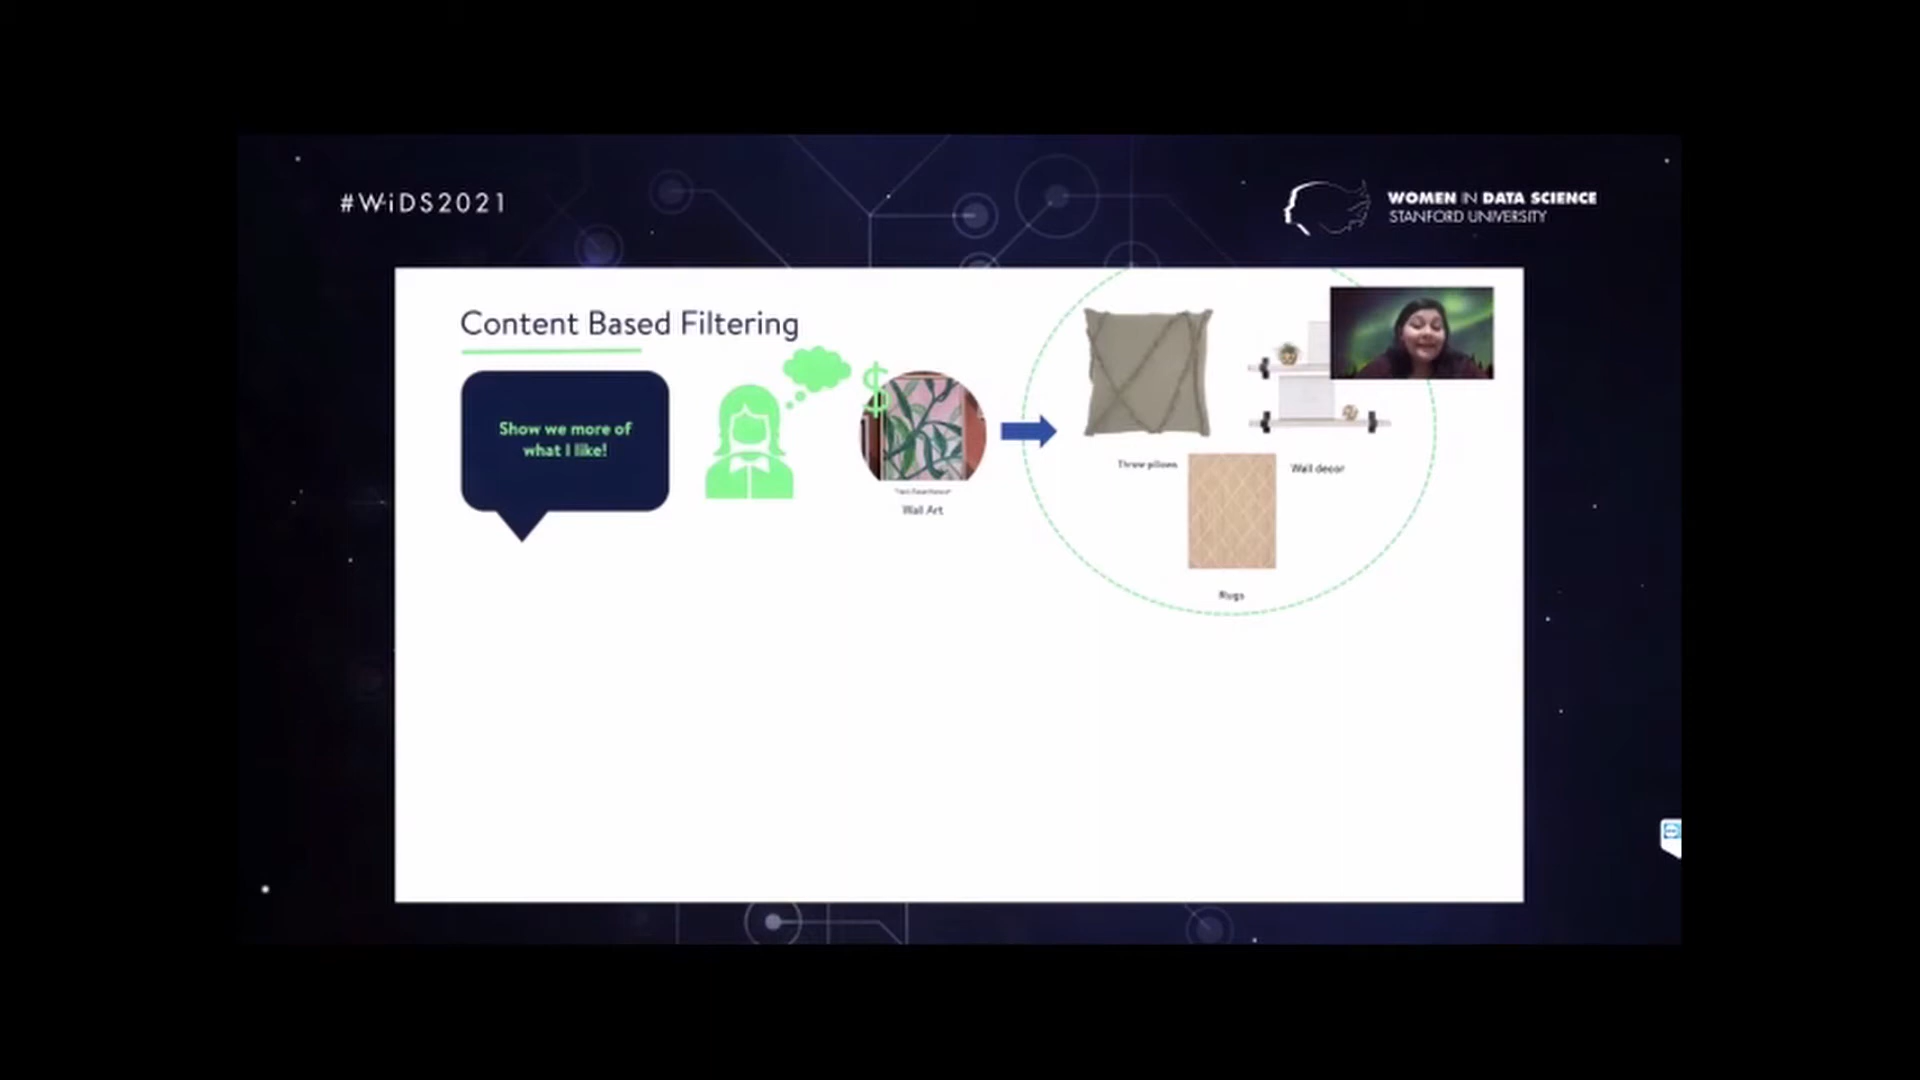 #WiDS2021
WOMEN IN DATA SCIENCE
STANFORD UNIVERSITY
Content Based Filtering
Show we more of
what I like!
$
Wall Art
Throw pillows
Wall decor
Rugs